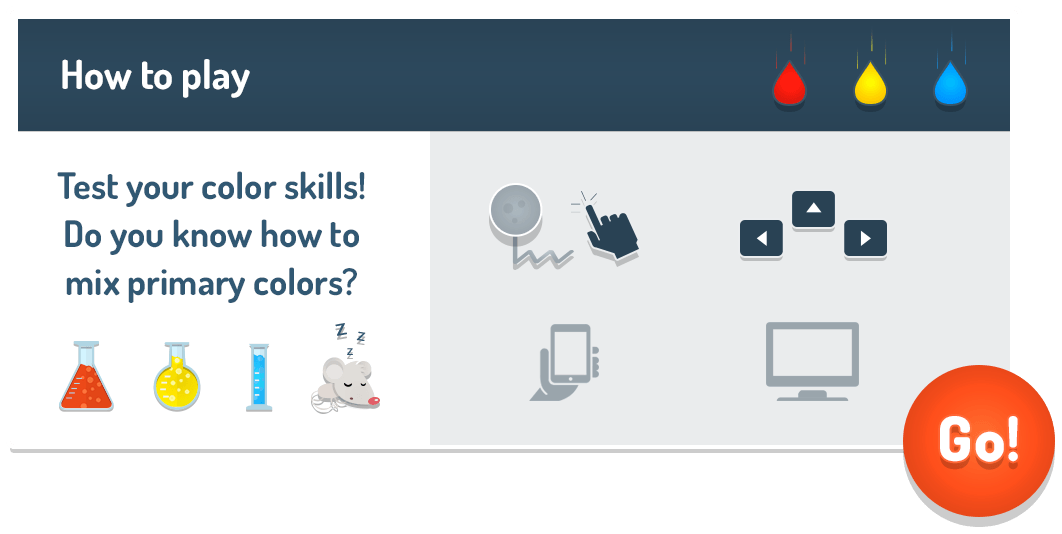 How to play
Test your color skills!
Do you know how to
mix primary colors?
z
z
z
Go!